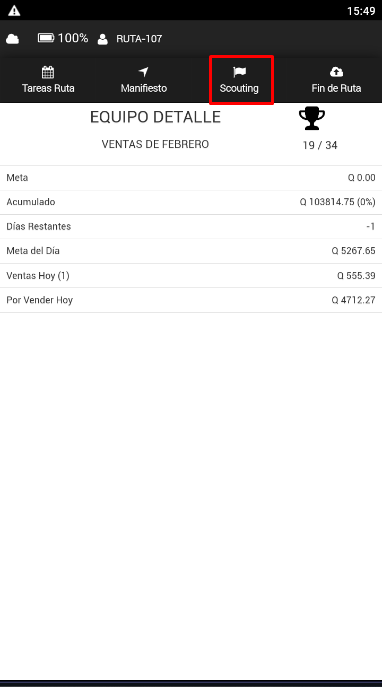 15:49
100% RUTA-107
Tareas Ruta Manifiesto Scouting Fin de Ruta
EQUIPO DETALLE
VENTAS DE FEBRERO 19 / 34
Meta Q 0.00
Acumulado Q 103814.75 (0%)
Días Restantes -1
Meta del Día Q 5267.65
Ventas Hoy (1) Q 555.39
Por Vender Hoy Q 4712.27